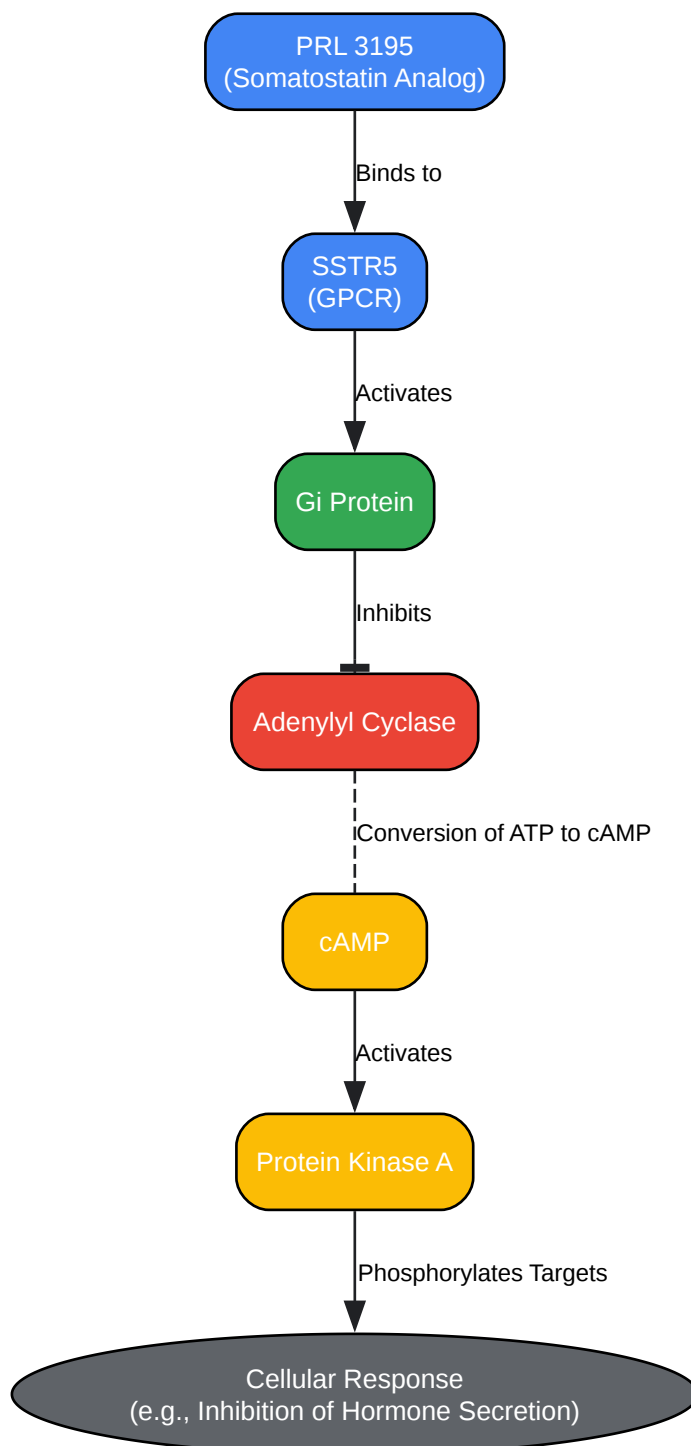 PRL 3195
(Somatostatin Analog)
Binds to
SSTR5
(GPCR)
Activates
Gi Protein
Inhibits
Adenylyl Cyclase
Conversion of ATP to cAMP
cAMP
Activates
Protein Kinase A
Phosphorylates Targets
Cellular Response
(e.g., Inhibition of Hormone Secretion)